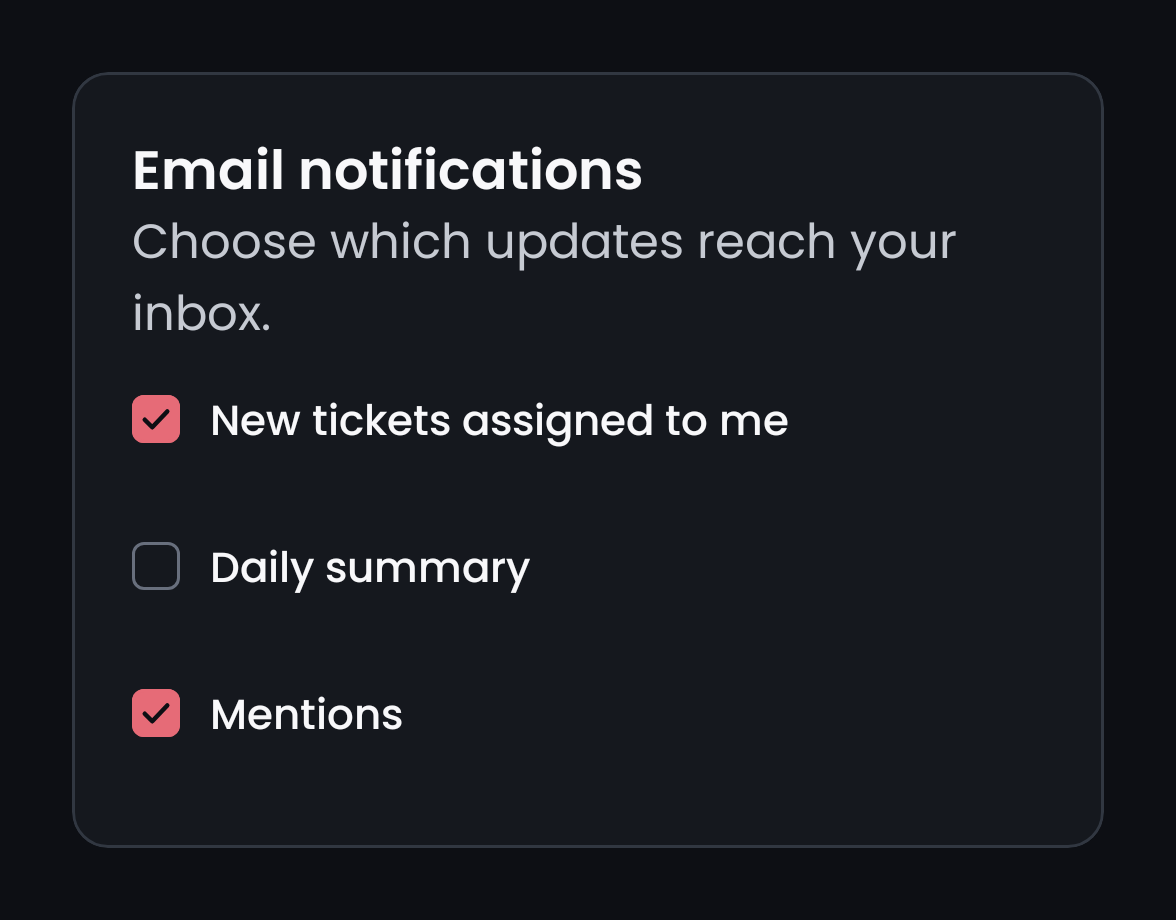 Email notifications
Choose which updates reach your
inbox.
New tickets assigned to me
Daily summary
Mentions